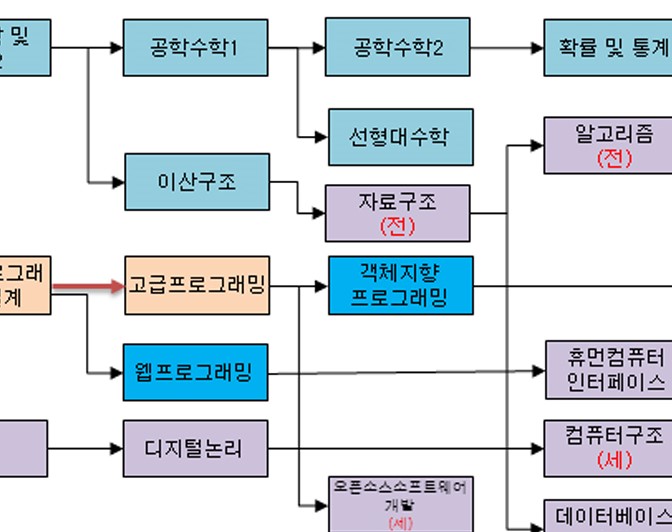 및
공학수학1
공학수학2
확률 및 통계
선형대수학
알고리즘
(전)
이산구조
자료구조
(전)
로그래
계
고급프로그래밍
객체지향
프로그래밍
웹프로그래밍
휴먼컴퓨터
인터페이스
디지털논리
컴퓨터구조
(세)
오픈소스소프트웨어
개발
(세)
데이터베이스